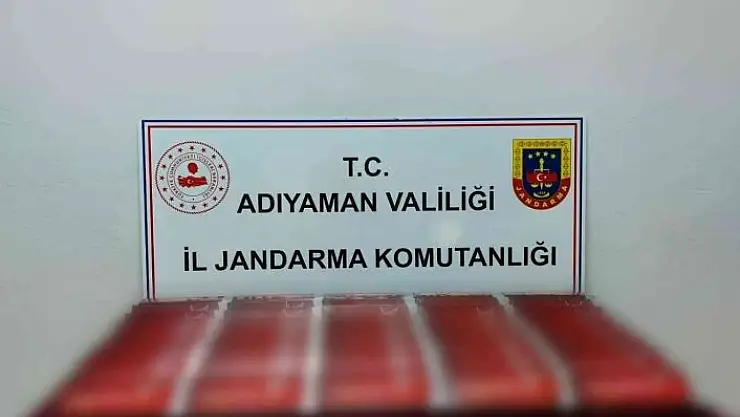 T.C.
ADIYAMAN VALİLİĞİ
İL JANDARMA KOMUTANLIĞI
JANDARMA